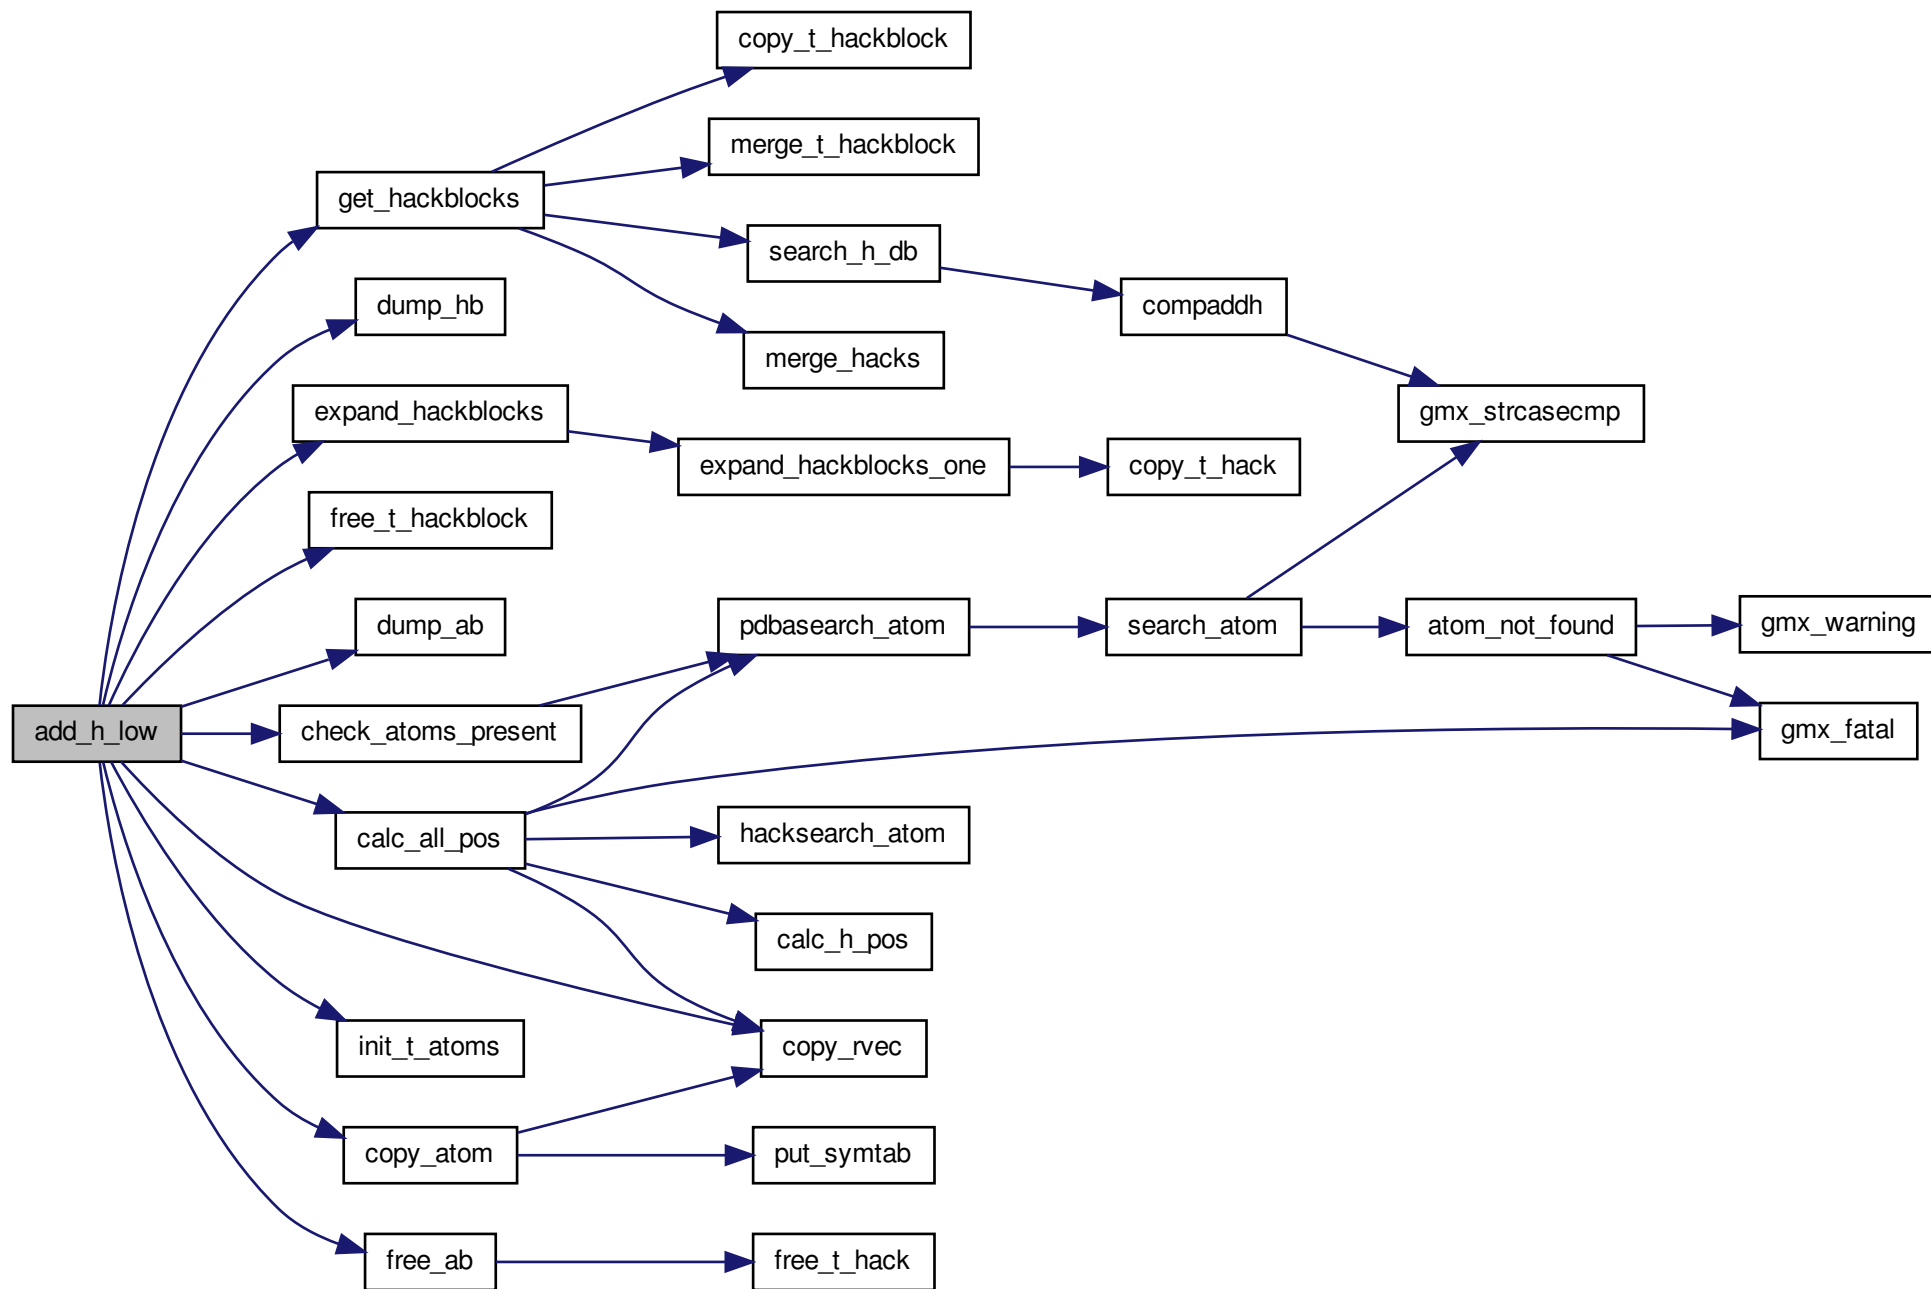 copy_t_hackblock
merge_t_hackblock
get_hackblocks
search_h_db
dump_hb
compaddh
merge_hacks
expand_hackblocks
gmx_strcasecmp
expand_hackblocks_one
copy_t_hack
free_t_hackblock
dump_ab
pdbasearch_atom
search_atom
atom_not_found
gmx_warning
add_h_low
check_atoms_present
gmx_fatal
calc_all_pos
hacksearch_atom
calc_h_pos
init_t_atoms
copy_rvec
copy_atom
put_symtab
free_ab
free_t_hack